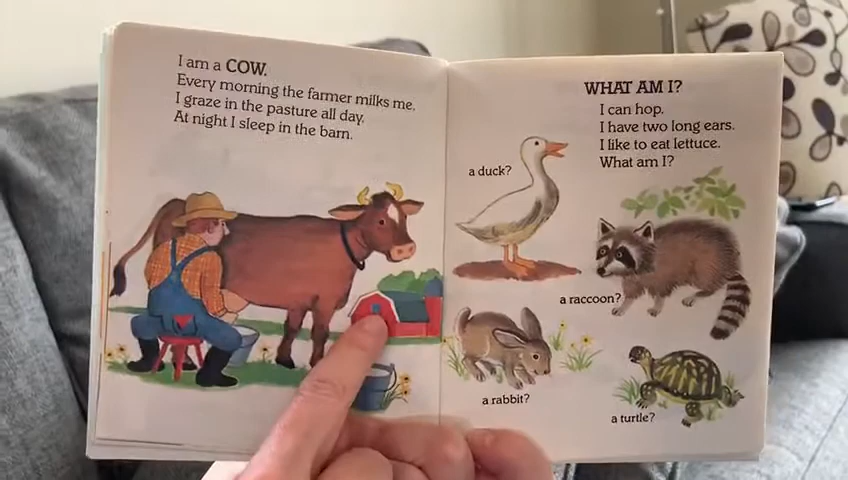 I am a COW.
Every morning the farmer milks me.
I graze in the pasture all day.
At night I sleep in the barn.
WHAT AM I?
I can hop.
I have two long ears.
I like to eat lettuce.
What am I?
a duck?
a raccoon?
a rabbit?
a turtle?